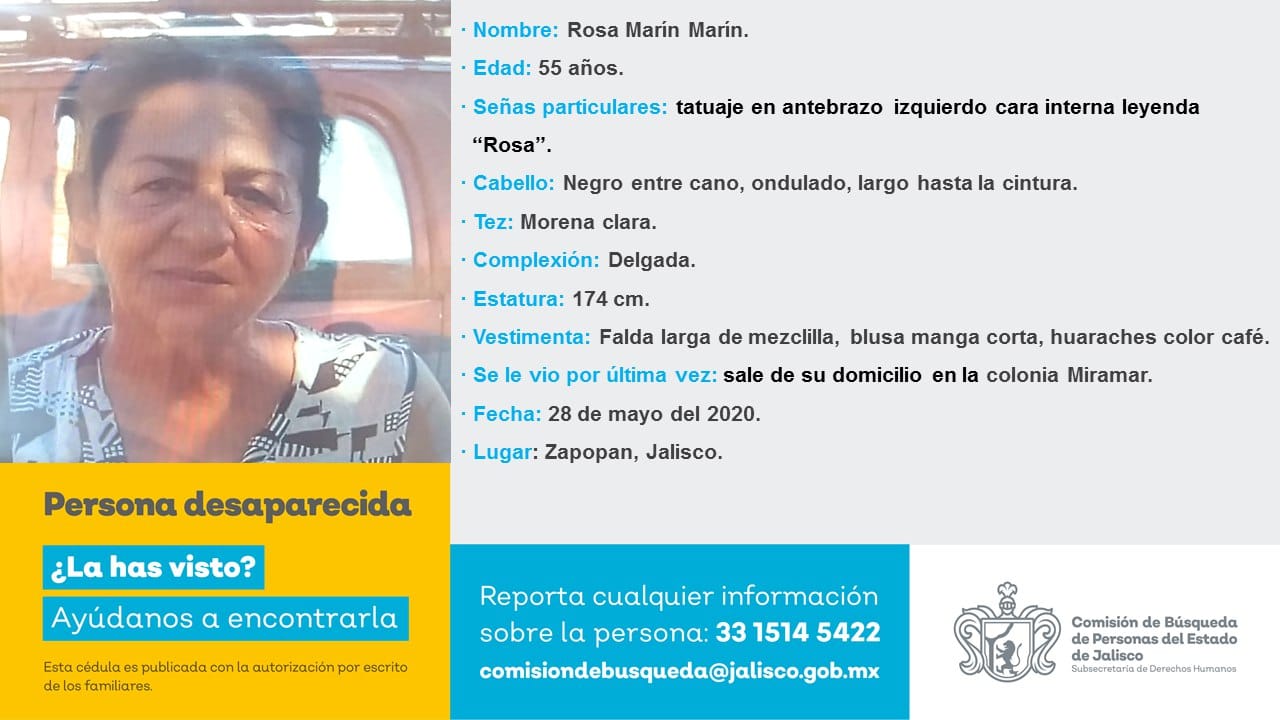 · Nombre: Rosa Marín Marín.
· Edad: 55 años.
· Señas particulares: tatuaje en antebrazo izquierdo cara interna leyenda
“Rosa”.
· Cabello: Negro entre cano, ondulado, largo hasta la cintura.
· Tez: Morena clara.
· Complexión: Delgada.
· Estatura: 174 cm.
· Vestimenta: Falda larga de mezclilla, blusa manga corta, huaraches color café.
· Se le vio por última vez: sale de su domicilio en la colonia Miramar.
· Fecha: 28 de mayo del 2020.
· Lugar: Zapopan, Jalisco.
Persona desaparecida
¿La has visto?
Ayúdanos a encontrarla
Esta cédula es publicada con la autorización por escrito
de los familiares.
Reporta cualquier información
sobre la persona: 33 1514 5422
comisiondebusqueda@jalisco.gob.mx
Comisión de Búsqueda
de Personas del Estado
de Jalisco
Subsecretaría de Derechos Humanos